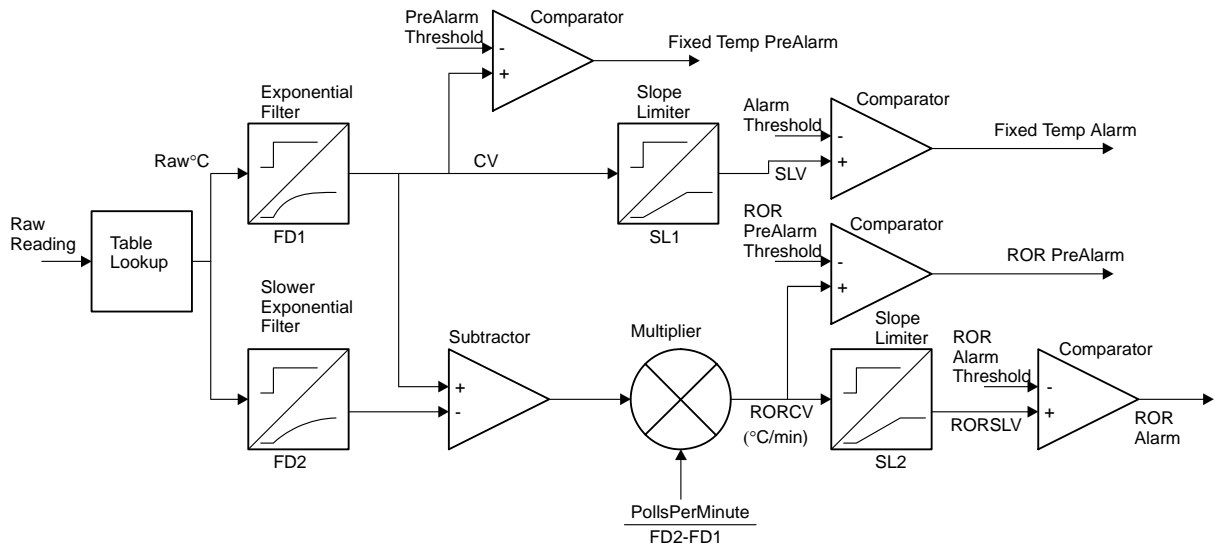 PreAlarm
Threshold
Comparator
-
+
Fixed Temp PreAlarm
Exponential
Filter
Raw°C
FD1
CV
Slope
Limiter
SL1
SLV
Alarm
Threshold
Comparator
-
+
Fixed Temp Alarm
Raw
Reading
Table
Lookup
ROR
PreAlarm
Threshold
Comparator
-
+
ROR PreAlarm
Slower
Exponential
Filter
FD2
Subtractor
+
-
Multiplier
RORCV
(°C/min)
PollsPerMinute
FD2-FD1
Slope
Limiter
SL2
RORSLV
ROR
Alarm
Threshold
Comparator
-
+
ROR
Alarm